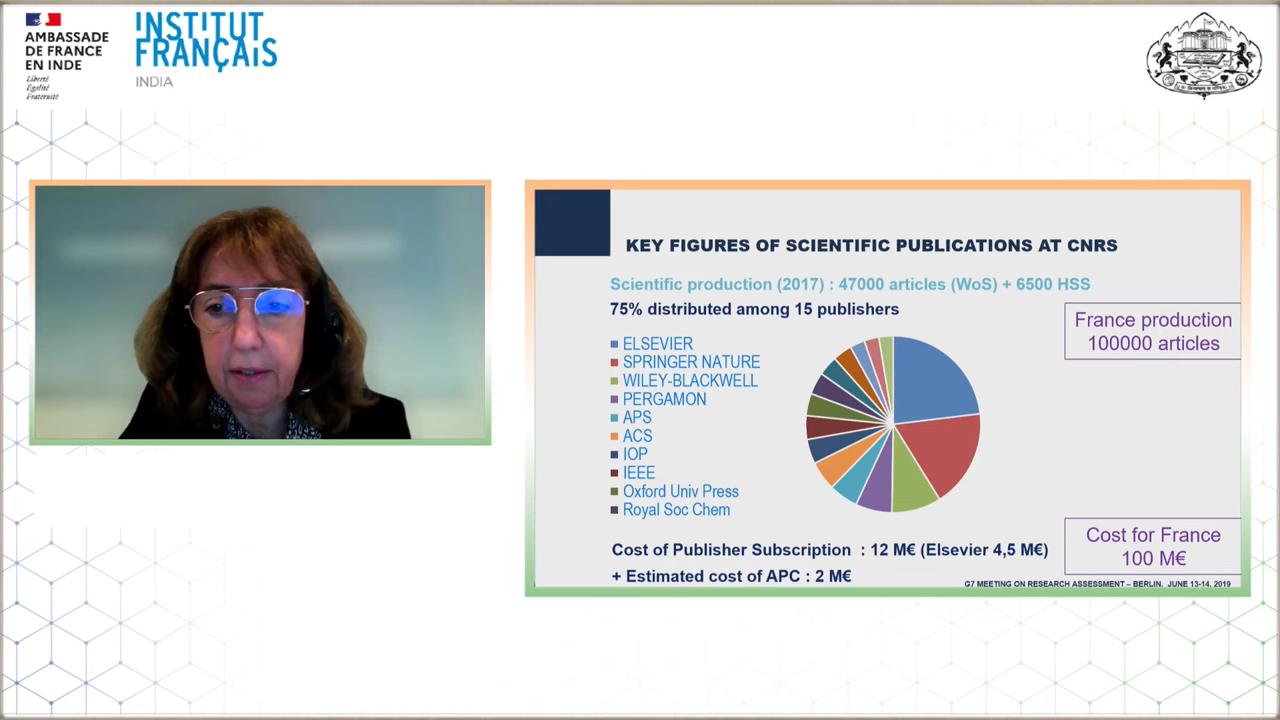 AMBASSADE
DE FRANCE
EN INDE
Liberté
Égalité
Fraternité
INSTITUT
FRANÇAIS
INDIA
KEY FIGURES OF SCIENTIFIC PUBLICATIONS AT CNRS
Scientific production (2017) : 47000 articles (WoS) + 6500 HSS
75% distributed among 15 publishers
France production
100000 articles
ELSEVIER
SPRINGER NATURE
WILEY-BLACKWELL
PERGAMON
APS
ACS
IOP
IEEE
Oxford Univ Press
Royal Soc Chem
Cost for France
100 M€
Cost of Publisher Subscription : 12 M€ (Elsevier 4,5 M€)
+ Estimated cost of APC : 2 M€
G7 MEETING ON RESEARCH ASSESSMENT – BERLIN, JUNE 13-14, 2019